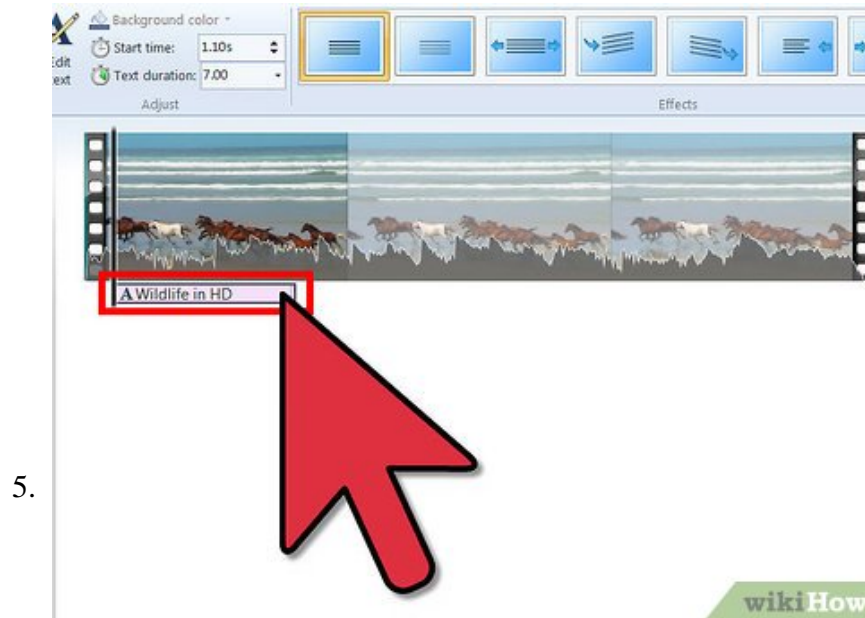 Background color
Start time: 1.10s
Edit text
Text duration: 7.00
Adjust
Effects
A Wildlife in HD
5.
wikiHow